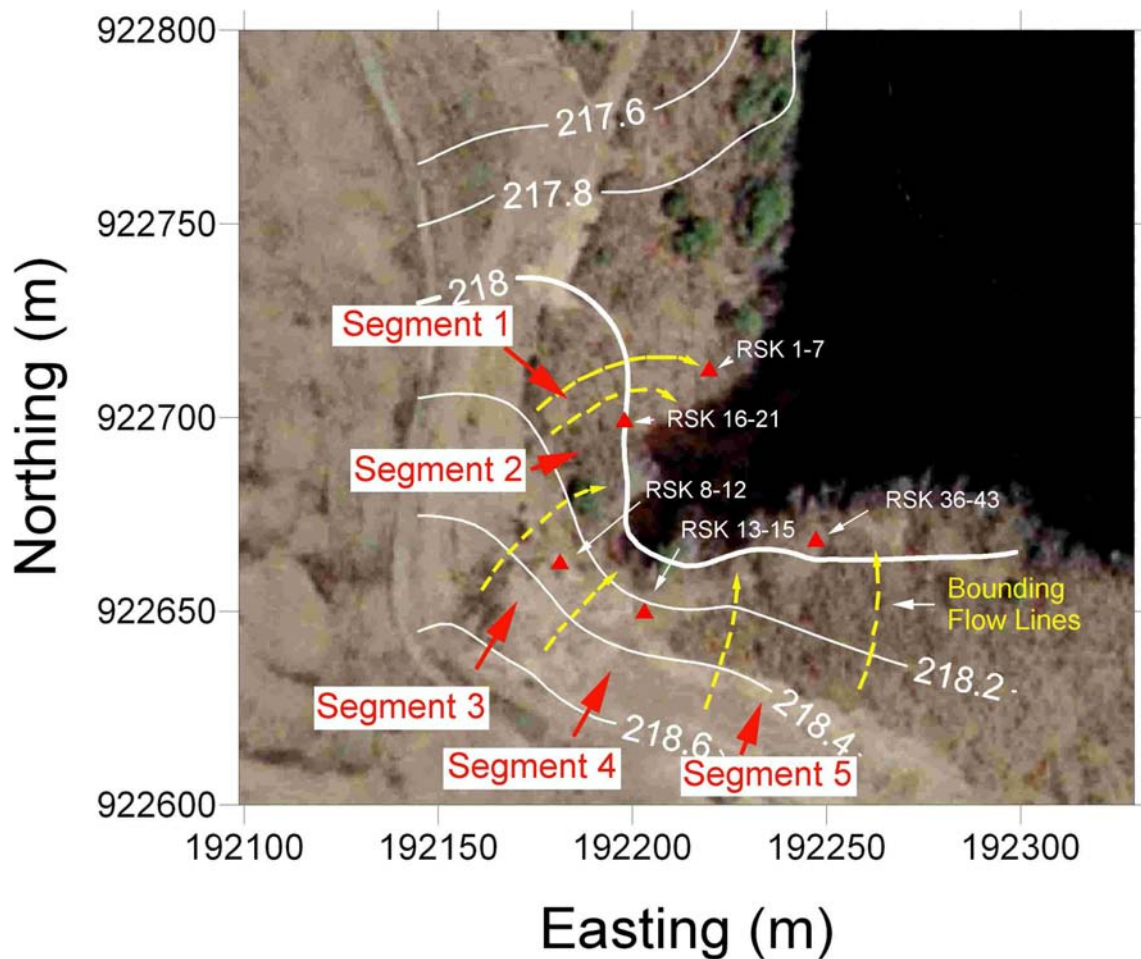 922800
217.6
217.8
922750
218
Segment 1
RSK 1-7
922700
RSK 16-21
Segment 2
RSK 8-12
RSK 36-43
RSK 13-15
922650
Bounding
Flow Lines
218.2
Segment 3
218.4
218.6
Segment 4
Segment 5
922600
192100
192150
192200
192250
192300
Northing (m)
Easting (m)